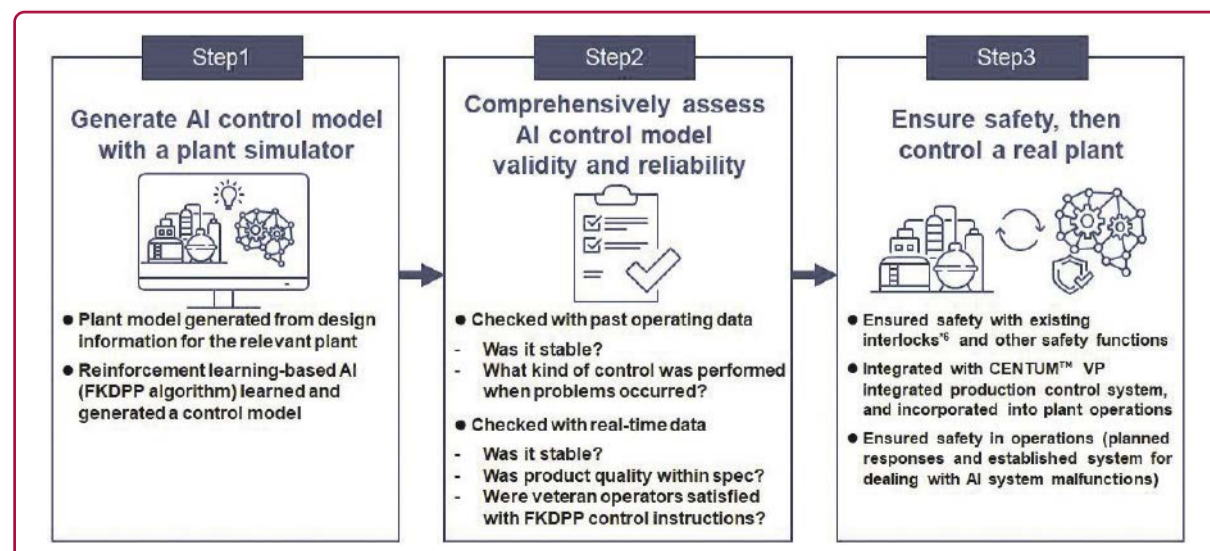 Step1
Generate AI control model
with a plant simulator
● Plant model generated from design
information for the relevant plant
● Reinforcement learning-based AI
(FKDPP algorithm) learned and
generated a control model
Step2
Comprehensively assess
AI control model
validity and reliability
● Checked with past operating data
- Was it stable?
- What kind of control was performed
when problems occurred?
● Checked with real-time data
- Was it stable?
- Was product quality within spec?
- Were veteran operators satisfied
with FKDPP control instructions?
Step3
Ensure safety, then
control a real plant
● Ensured safety with existing
interlocks*6 and other safety functions
● Integrated with CENTUM™ VP
integrated production control system,
and incorporated into plant operations
● Ensured safety in operations (planned
responses and established system for
dealing with AI system malfunctions)